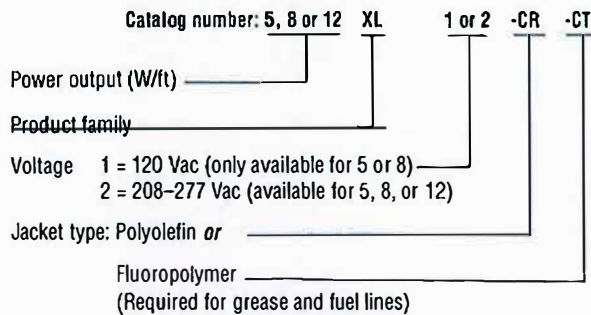 Catalog number: 5, 8 or 12 XL 1 or 2 -CR -CT
Power output (W/ft)
Product family
Voltage 1 = 120 Vac (only available for 5 or 8)
2 = 208–277 Vac (available for 5, 8, or 12)
Jacket type: Polyolefin or
Fluoropolymer
(Required for grease and fuel lines)